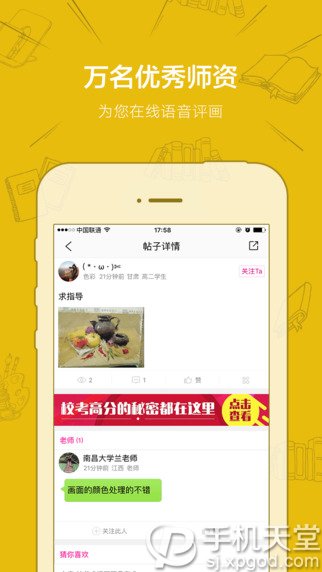 万名优秀师资
为您在线语音评画
中国联通
17:58
帖子详情
( * · ω · )✄
色彩 21分钟前 甘肃 高二学生
关注Ta
求指导
2
1
赞
校考高分的秘密都在这里
点击
查看
老师 (1)
南昌大学兰老师
21分钟前 江西 老师
画面的颜色处理的不错
关注此人
猜你喜欢
手机天堂
sj.xpgod.com